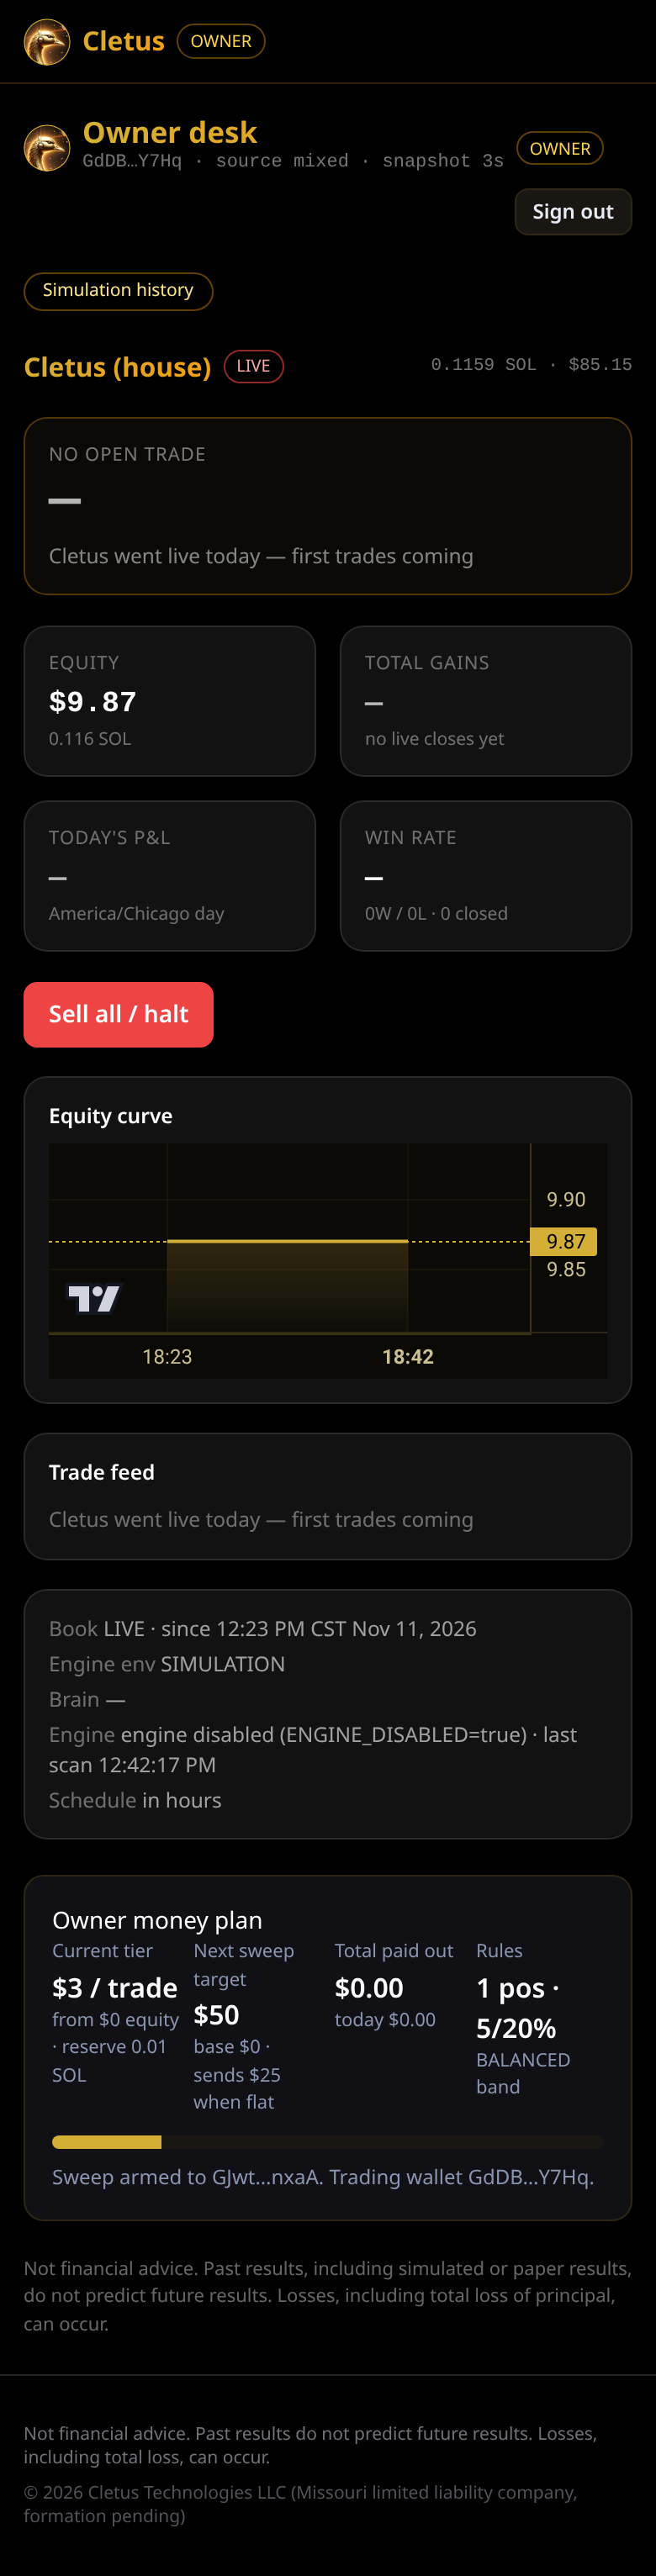 Cletus OWNER
Owner desk
GdDB…Y7Hq · source mixed · snapshot 3s OWNER
Sign out
Simulation history
Cletus (house) LIVE 0.1159 SOL · $85.15
NO OPEN TRADE
—
Cletus went live today — first trades coming
EQUITY
$9.87
0.116 SOL
TOTAL GAINS
—
no live closes yet
TODAY'S P&L
—
America/Chicago day
WIN RATE
—
0W / 0L · 0 closed
Sell all / halt
Equity curve
9.90
9.87
9.85
18:23 18:42
Trade feed
Cletus went live today — first trades coming
Book LIVE · since 12:23 PM CST Nov 11, 2026
Engine env SIMULATION
Brain —
Engine engine disabled (ENGINE_DISABLED=true) · last
scan 12:42:17 PM
Schedule in hours
Owner money plan
Current tier
$3 / trade
from $0 equity
· reserve 0.01
SOL
Next sweep
target
$50
base $0 ·
sends $25
when flat
Total paid out
$0.00
today $0.00
Rules
1 pos ·
5/20%
BALANCED
band
Sweep armed to GJwt...nxaA. Trading wallet GdDB...Y7Hq.
Not financial advice. Past results, including simulated or paper results,
do not predict future results. Losses, including total loss of principal,
can occur.
Not financial advice. Past results do not predict future results. Losses,
including total loss, can occur.
© 2026 Cletus Technologies LLC (Missouri limited liability company,
formation pending)